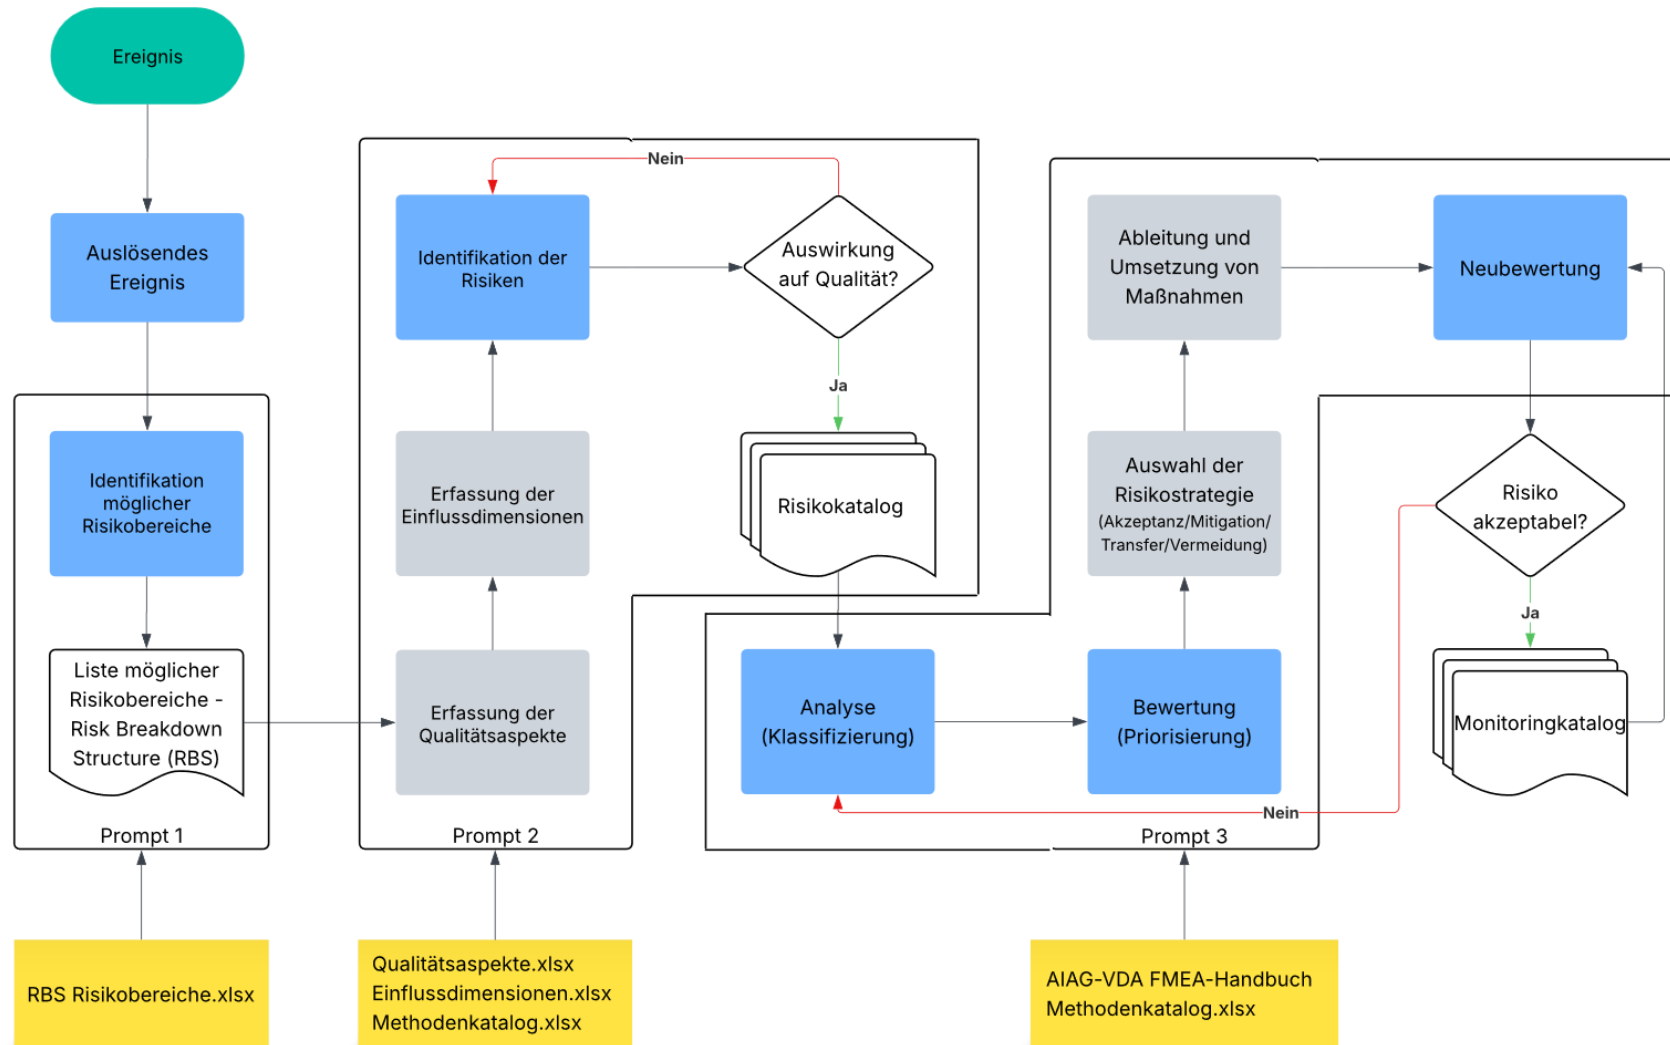 Ereignis
Auslösendes
Ereignis
Identifikation
möglicher
Risikobereiche
Liste möglicher
Risikobereiche -
Risk Breakdown
Structure (RBS)
Prompt 1
RBS Risikobereiche.xlsx
Nein
Identifikation der
Risiken
Auswirkung
auf Qualität?
Ja
Erfassung der
Einflussdimensionen
Risikokatalog
Erfassung der
Qualitätsaspekte
Prompt 2
Qualitätsaspekte.xlsx
Einflussdimensionen.xlsx
Methodenkatalog.xlsx
Ableitung und
Umsetzung von
Maßnahmen
Neubewertung
Auswahl der
Risikostrategie
(Akzeptanz/Mitigation/
Transfer/Vermeidung)
Risiko
akzeptabel?
Ja
Analyse
(Klassifizierung)
Bewertung
(Priorisierung)
Monitoringkatalog
Nein
Prompt 3
AIAG-VDA FMEA-Handbuch
Methodenkatalog.xlsx